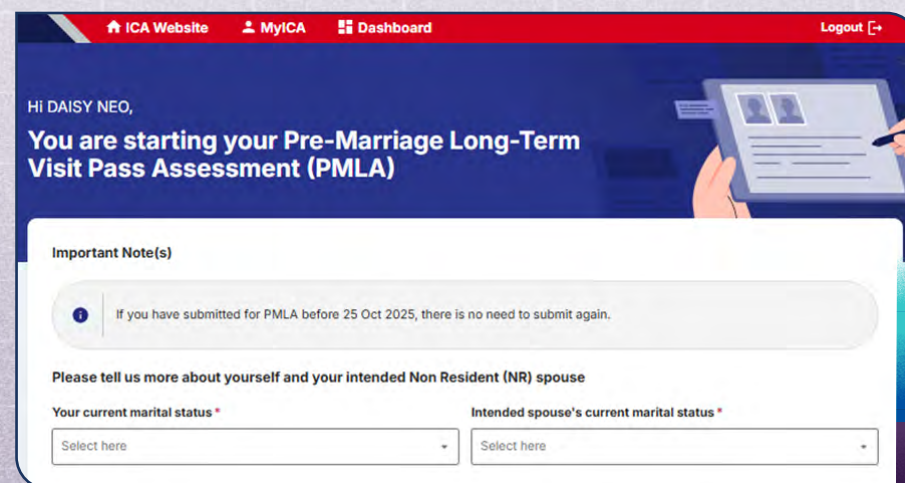 ICA Website MyICA Dashboard Logout
Hi DAISY NEO,
You are starting your Pre-Marriage Long-Term
Visit Pass Assessment (PMLA)
Important Note(s)
If you have submitted for PMLA before 25 Oct 2025, there is no need to submit again.
Please tell us more about yourself and your intended Non Resident (NR) spouse
Your current marital status * Intended spouse's current marital status *
Select here Select here